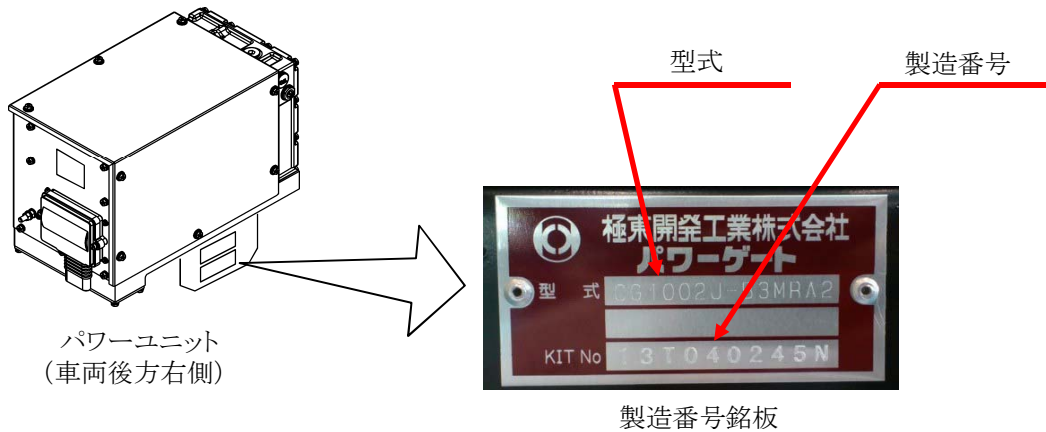 型式
製造番号
極東開発工業株式会社
パワーゲート
型 式 CG1002J-53MRA2
KIT No 13T040245N
パワーユニット
(車両後方右側)
製造番号銘板